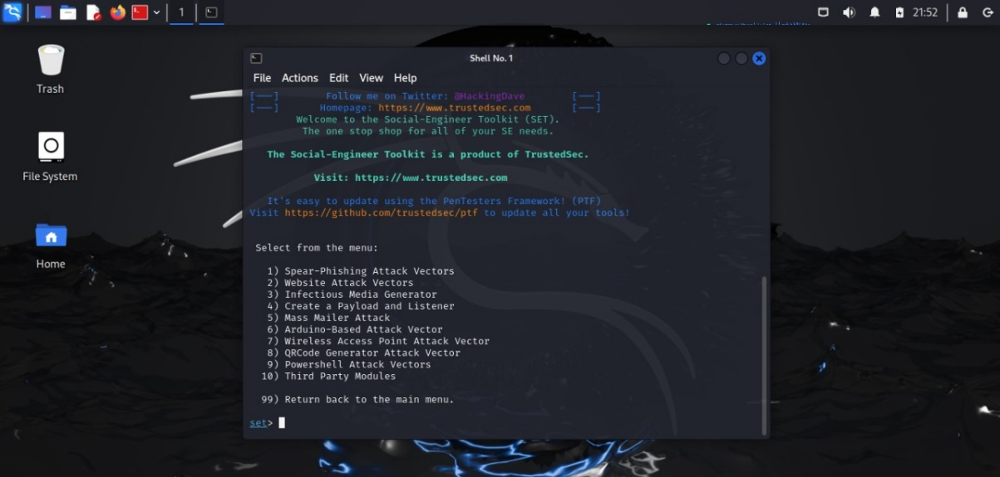 1
21:52
Trash
File System
Home
Shell No. 1
File Actions Edit View Help
[---] Follow me on Twitter: @HackingDave [---]
[---] Homepage: https://www.trustedsec.com [---]
Welcome to the Social-Engineer Toolkit (SET).
The one stop shop for all of your SE needs.
The Social-Engineer Toolkit is a product of TrustedSec.
Visit: https://www.trustedsec.com
It's easy to update using the PenTesters Framework! (PTF)
Visit https://github.com/trustedsec/ptf to update all your tools!
Select from the menu:
1) Spear-Phishing Attack Vectors
2) Website Attack Vectors
3) Infectious Media Generator
4) Create a Payload and Listener
5) Mass Mailer Attack
6) Arduino-Based Attack Vector
7) Wireless Access Point Attack Vector
8) QRCode Generator Attack Vector
9) Powershell Attack Vectors
10) Third Party Modules
99) Return back to the main menu.
set>